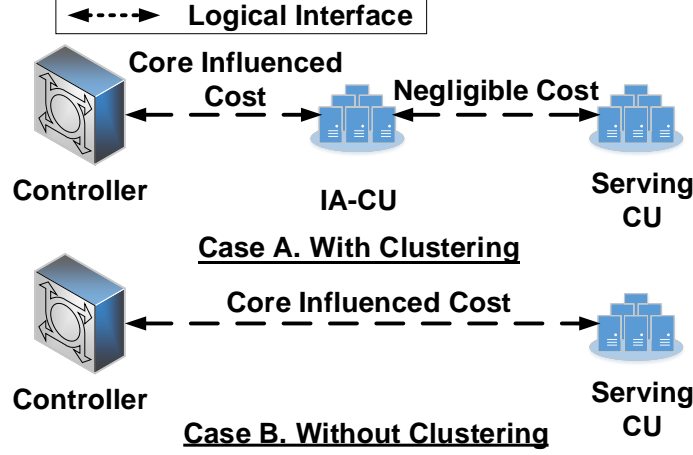 Logical Interface
Core Influenced
Cost
Negligible Cost
Controller
IA-CU
Serving
CU
Case A. With Clustering
Core Influenced Cost
Controller
Serving
CU
Case B. Without Clustering